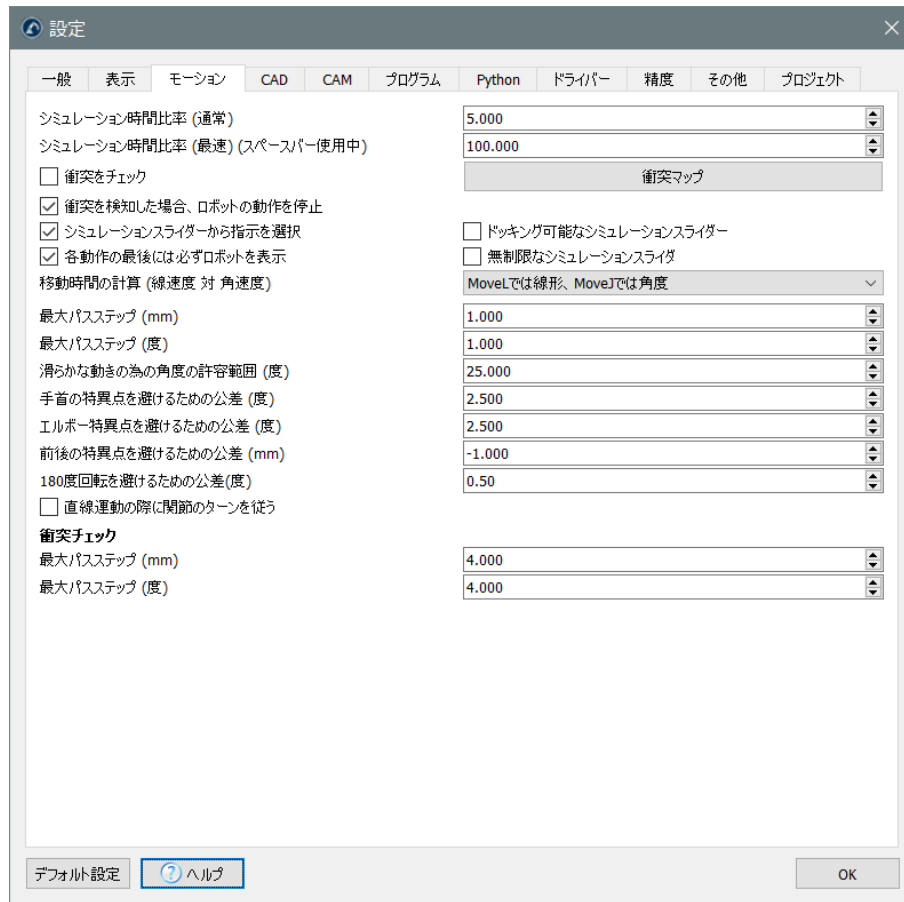 設定
一般 表示 モーション CAD CAM プログラム Python ドライバー 精度 その他 プロジェクト
シミュレーション時間比率 (通常) 5.000
シミュレーション時間比率 (最速) (スペースバー使用中) 100.000
衝突をチェック 衝突マップ
衝突を検知した場合、ロボットの動作を停止
シミュレーションスライダーから指示を選択 ドッキング可能なシミュレーションスライダー
各動作の最後には必ずロボットを表示 無制限なシミュレーションスライダ
移動時間の計算 (線速度 対 角速度) MoveLでは線形、MoveJでは角度
最大パスステップ (mm) 1.000
最大パスステップ (度) 1.000
滑らかな動きの為の角度の許容範囲 (度) 25.000
手首の特異点を避けるための公差 (度) 2.500
エルボー特異点を避けるための公差 (度) 2.500
前後の特異点を避けるための公差 (mm) -1.000
180度回転を避けるための公差(度) 0.50
直線運動の際に関節のターンを従う
衝突チェック
最大パスステップ (mm) 4.000
最大パスステップ (度) 4.000
デフォルト設定 ヘルプ OK